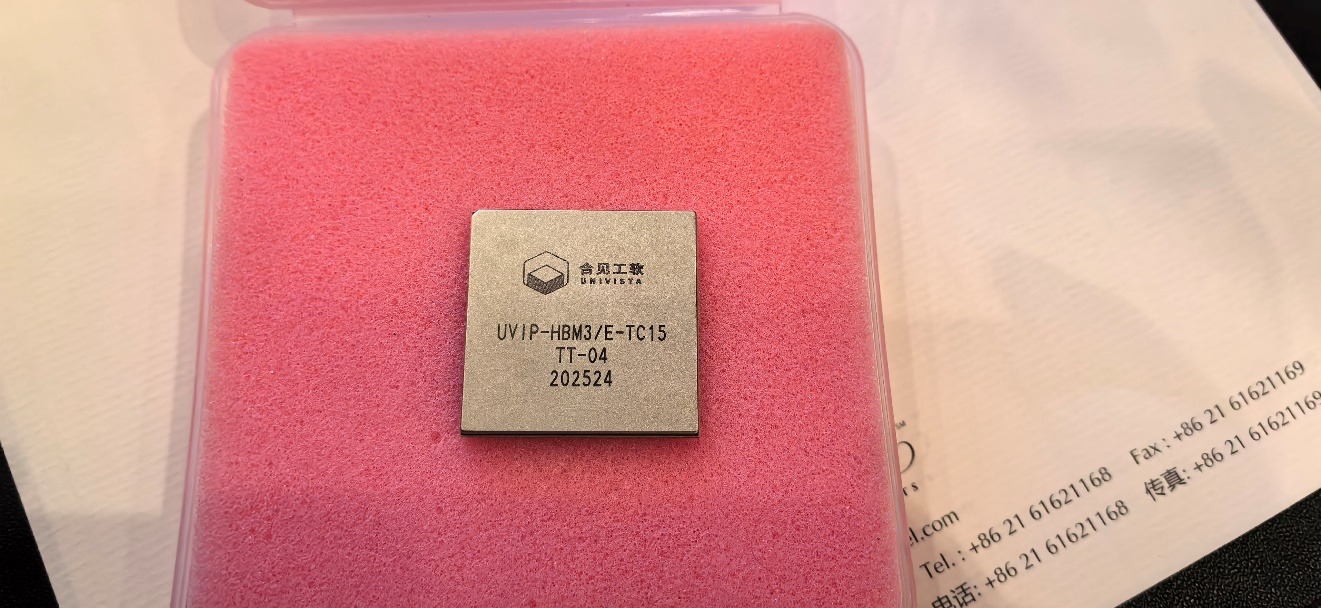 合见工软
UNIVISTA
UVIP-HBM3/E-TC15
TT-04
202524
Tel. : +86 21 61621168 Fax : +86 21 61621169
电话: +86 21 61621168 传真: +86 21 61621169